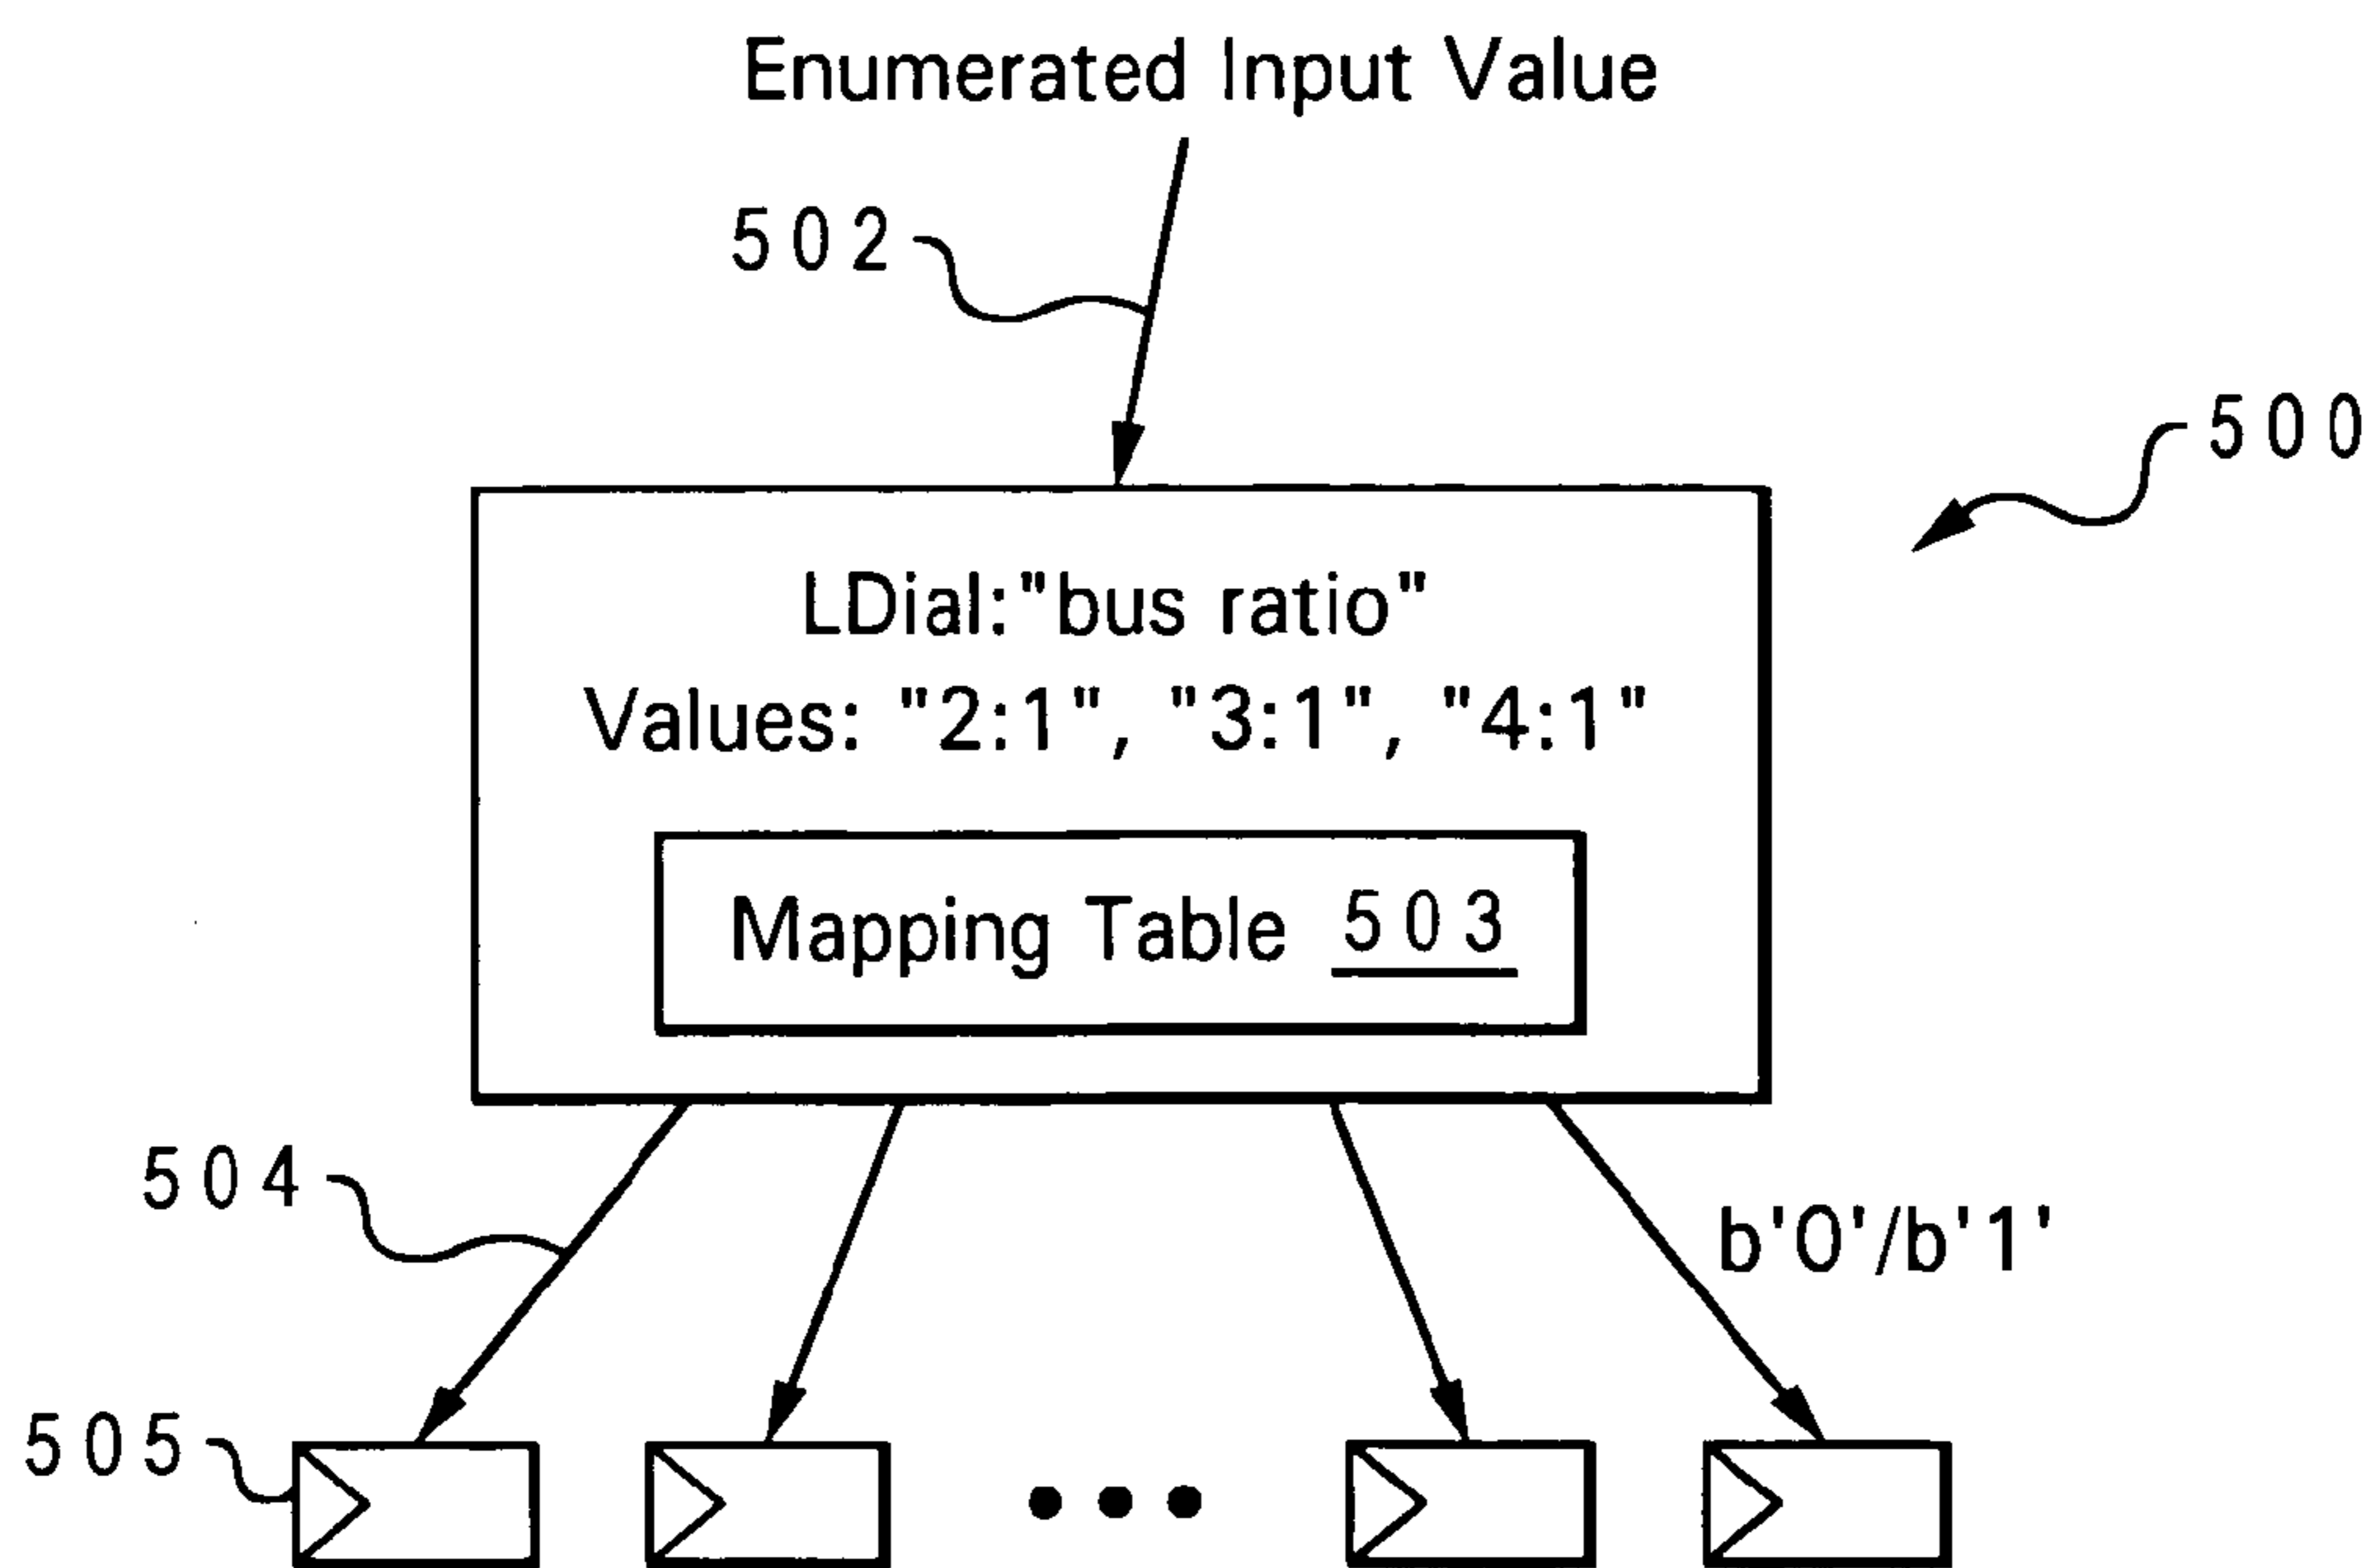 Enumerated Input Value
502
500
LDial:"bus ratio"
Values: "2:1", "3:1", "4:1"
Mapping Table 503
504
b'0'/b'1'
505